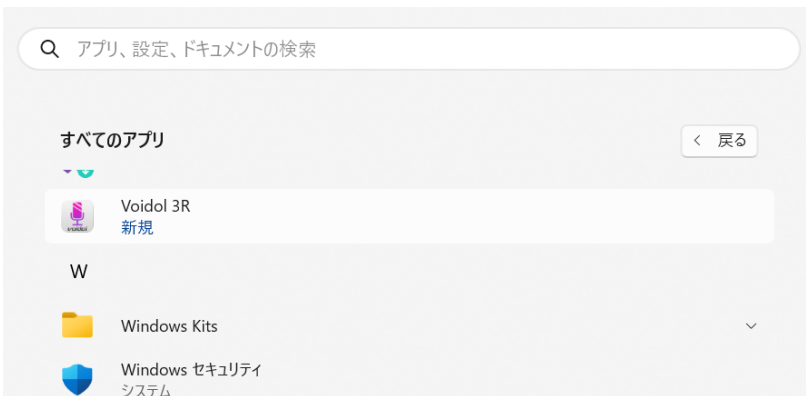 アプリ、設定、ドキュメントの検索
すべてのアプリ
戻る
Voidol 3R
新規
W
Windows Kits
Windows セキュリティ
システム